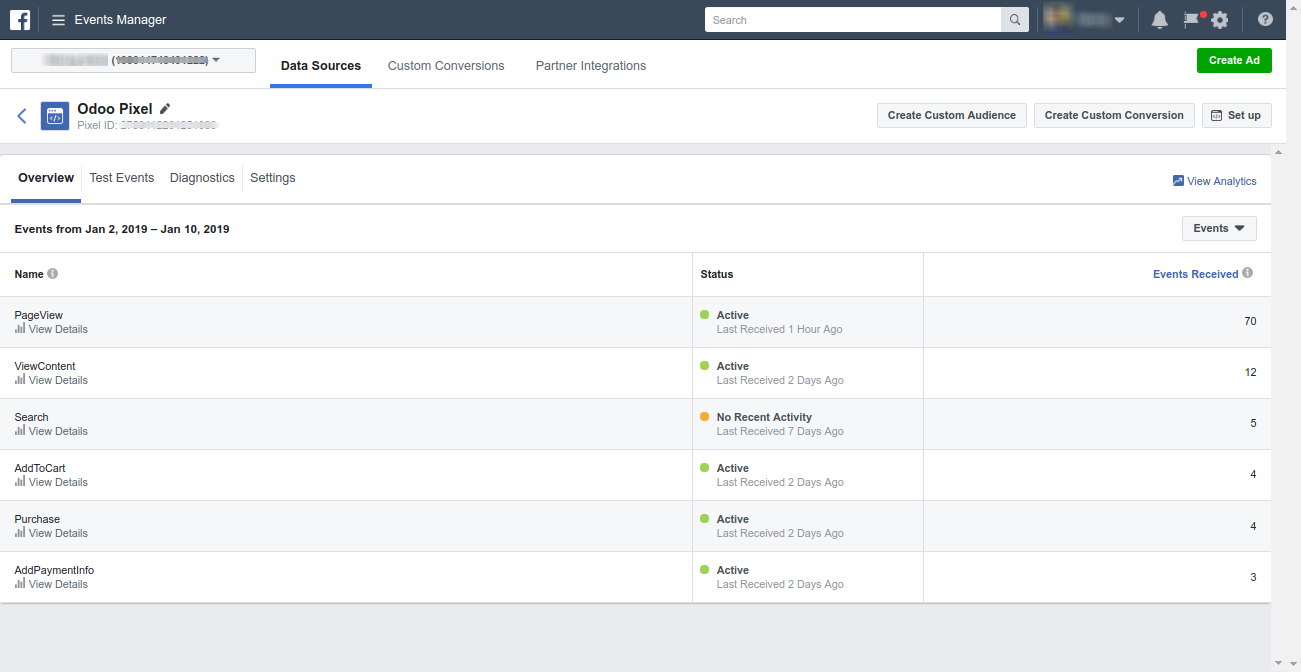 Events Manager
Search
Data Sources
Custom Conversions
Partner Integrations
Create Ad
Odoo Pixel
Pixel ID:
Create Custom Audience
Create Custom Conversion
Set up
Overview
Test Events
Diagnostics
Settings
View Analytics
Events from Jan 2, 2019 – Jan 10, 2019
Events
Name
Status
Events Received
PageView
View Details
Active
Last Received 1 Hour Ago
70
ViewContent
View Details
Active
Last Received 2 Days Ago
12
Search
View Details
No Recent Activity
Last Received 7 Days Ago
5
AddToCart
View Details
Active
Last Received 2 Days Ago
4
Purchase
View Details
Active
Last Received 2 Days Ago
4
AddPaymentInfo
View Details
Active
Last Received 2 Days Ago
3